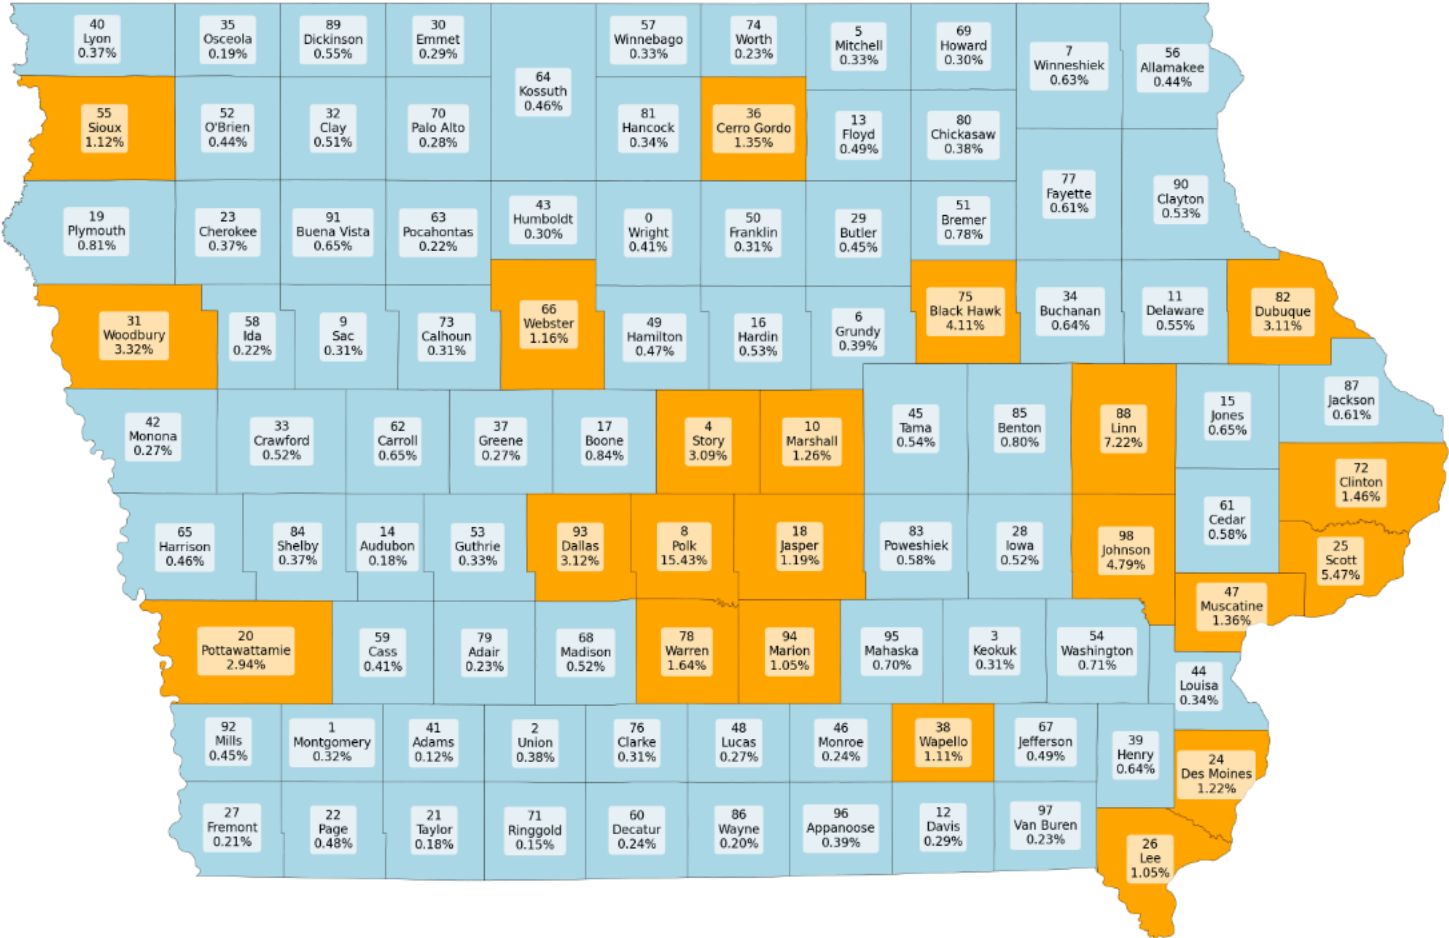 40
Lyon
0.37%
35
Osceola
0.19%
89
Dickinson
0.55%
30
Emmet
0.29%
64
Kossuth
0.46%
57
Winnebago
0.33%
74
Worth
0.23%
5
Mitchell
0.33%
69
Howard
0.30%
7
Winneshiek
0.63%
56
Allamakee
0.44%
55
Sioux
1.12%
52
O'Brien
0.44%
32
Clay
0.51%
70
Palo Alto
0.28%
81
Hancock
0.34%
36
Cerro Gordo
1.35%
13
Floyd
0.49%
80
Chickasaw
0.38%
77
Fayette
0.61%
90
Clayton
0.53%
19
Plymouth
0.81%
23
Cherokee
0.37%
91
Buena Vista
0.65%
63
Pocahontas
0.22%
43
Humboldt
0.30%
0
Wright
0.41%
50
Franklin
0.31%
29
Butler
0.45%
51
Bremer
0.78%
31
Woodbury
3.32%
58
Ida
0.22%
9
Sac
0.31%
73
Calhoun
0.31%
66
Webster
1.16%
49
Hamilton
0.47%
16
Hardin
0.53%
6
Grundy
0.39%
75
Black Hawk
4.11%
34
Buchanan
0.64%
11
Delaware
0.55%
82
Dubuque
3.11%
42
Monona
0.27%
33
Crawford
0.52%
62
Carroll
0.65%
37
Greene
0.27%
17
Boone
0.84%
4
Story
3.09%
10
Marshall
1.26%
45
Tama
0.54%
85
Benton
0.80%
88
Linn
7.22%
15
Jones
0.65%
87
Jackson
0.61%
72
Clinton
1.46%
65
Harrison
0.46%
84
Shelby
0.37%
14
Audubon
0.18%
53
Guthrie
0.33%
93
Dallas
3.12%
8
Polk
15.43%
18
Jasper
1.19%
83
Poweshiek
0.58%
28
Iowa
0.52%
98
Johnson
4.79%
61
Cedar
0.58%
25
Scott
5.47%
47
Muscatine
1.36%
20
Pottawattamie
2.94%
59
Cass
0.41%
79
Adair
0.23%
68
Madison
0.52%
78
Warren
1.64%
94
Marion
1.05%
95
Mahaska
0.70%
3
Keokuk
0.31%
54
Washington
0.71%
44
Louisa
0.34%
92
Mills
0.45%
1
Montgomery
0.32%
41
Adams
0.12%
2
Union
0.38%
76
Clarke
0.31%
48
Lucas
0.27%
46
Monroe
0.24%
38
Wapello
1.11%
67
Jefferson
0.49%
39
Henry
0.64%
24
Des Moines
1.22%
27
Fremont
0.21%
22
Page
0.48%
21
Taylor
0.18%
71
Ringgold
0.15%
60
Decatur
0.24%
86
Wayne
0.20%
96
Appanoose
0.39%
12
Davis
0.29%
97
Van Buren
0.23%
26
Lee
1.05%